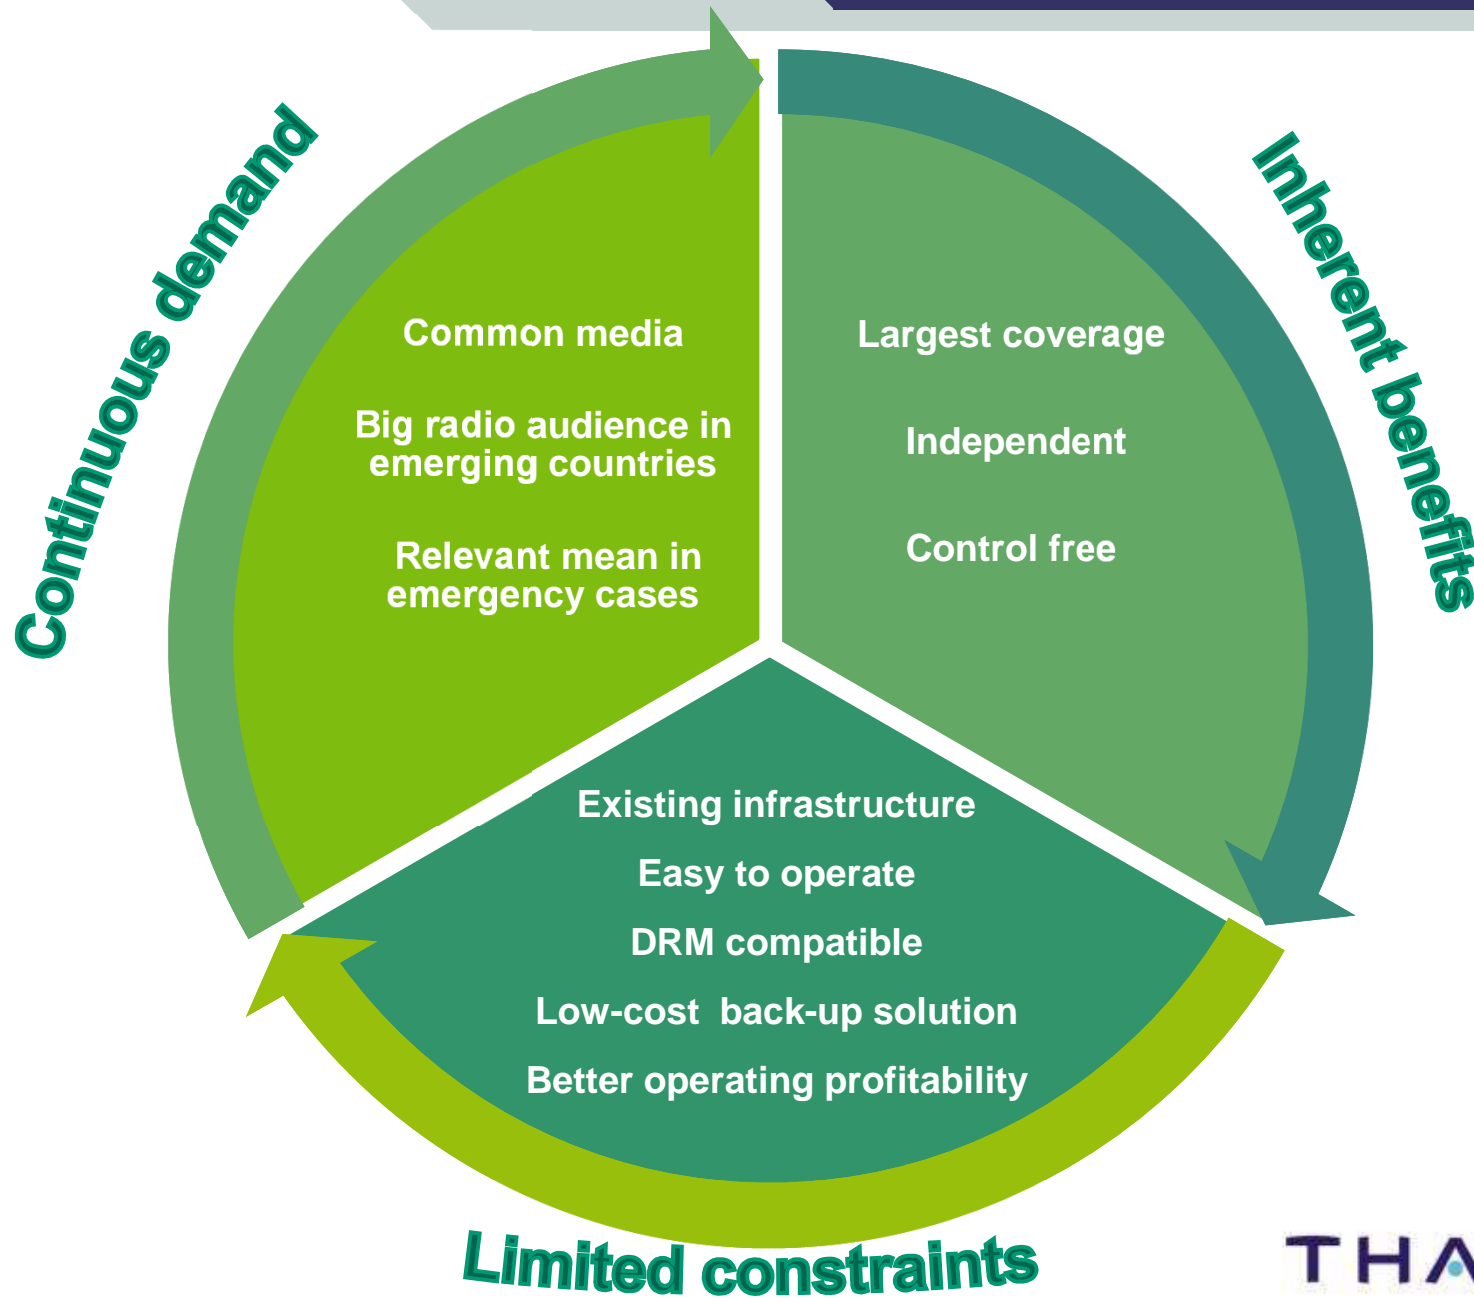 Continuous demand
Common media
Big radio audience in
emerging countries
Relevant mean in
emergency cases
Inherent benefits
Largest coverage
Independent
Control free
Existing infrastructure
Easy to operate
DRM compatible
Low-cost  back-up solution
Better operating profitability
Limited constraints
THA